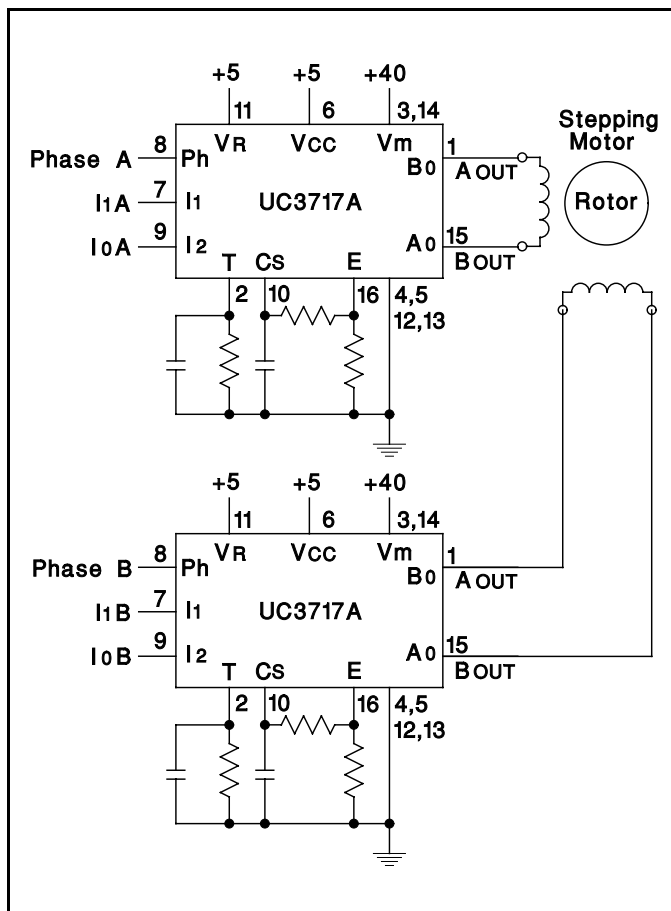 +5 +5 +40
11 6 3,14
Stepping
Motor
Rotor
8 VR VCC Vm 1
Phase A Ph B0 A OUT
7
I1A I1 UC3717A
9 15
I0A I2 A0 B OUT
T CS E
2 10 16 4,5
12,13
+5 +5 +40
11 6 3,14
8 VR VCC Vm 1
Phase B Ph B0 A OUT
7
I1B I1 UC3717A
9 15
I0B I2 A0 B OUT
T CS E
2 10 16 4,5
12,13